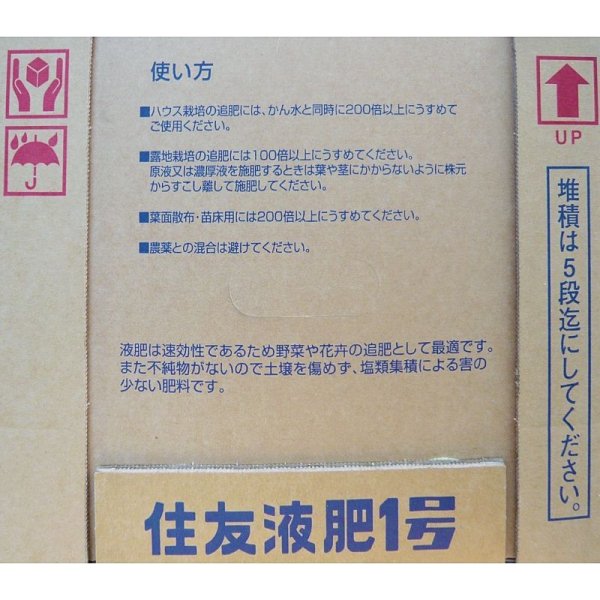 使い方
■ハウス栽培の追肥には、かん水と同時に200倍以上にうすめて
ご使用ください。
■露地栽培の追肥には100倍以上にうすめてください。
原液又は濃厚液を施肥するときは葉や茎にかからないように株元
からすこし離して施肥してください。
■葉面散布・苗床用には200倍以上にうすめてください。
■農薬との混合は避けてください。
液肥は速効性であるため野菜や花卉の追肥として最適です。
また不純物がないので土壌を傷めず、塩類集積による害の
少ない肥料です。
住友液肥1号
UP
堆積は5段迄にしてください。